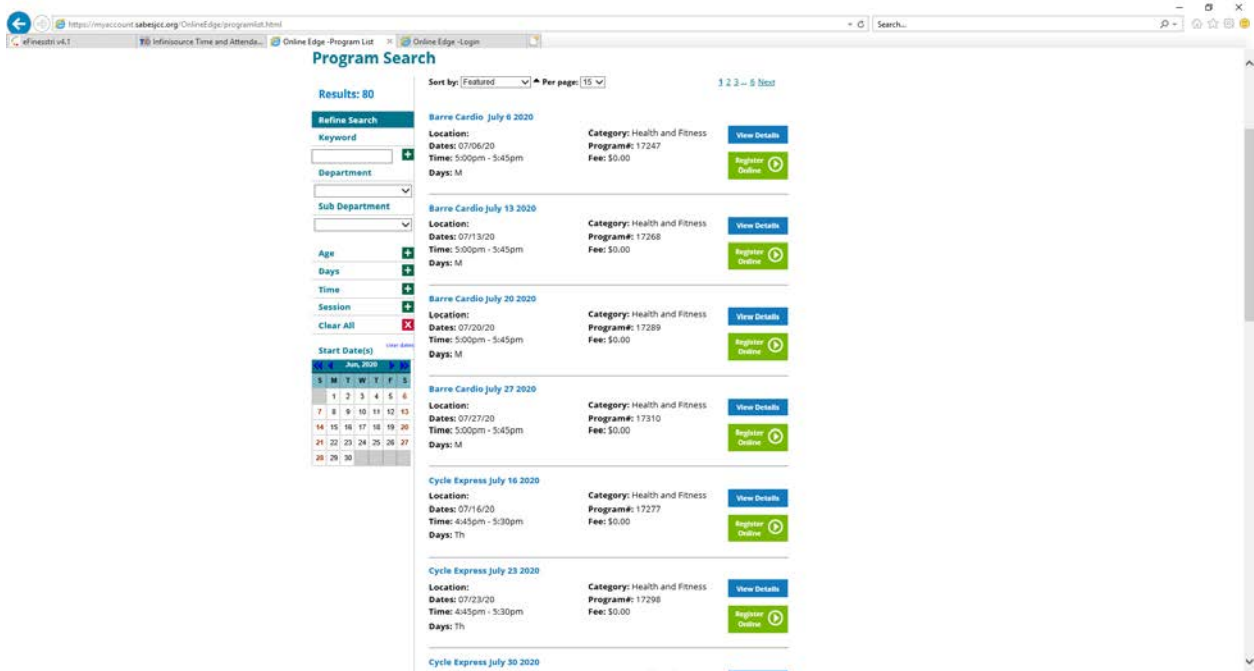 https://myaccount.sabesjcc.org/OnlineEdge/programlist.html
Search...
eFinesstri v4.1
Infinisource Time and Attenda...
Online Edge -Program List
Online Edge -Login
Program Search
Results: 80
Refine Search
Keyword
Department
Sub Department
Age
Days
Time
Session
Clear All
Start Date(s)
clear dates
Jun, 2020
S M T W T F S
1 2 3 4 5 6
7 8 9 10 11 12 13
14 15 16 17 18 19 20
21 22 23 24 25 26 27
28 29 30
Sort by: Featured Per page: 15
1 2 3 ... 6 Next
Barre Cardio July 6 2020
Location:
Dates: 07/06/20
Time: 5:00pm - 5:45pm
Days: M
Category: Health and Fitness
Program#: 17247
Fee: $0.00
View Details
Register
Online
Barre Cardio July 13 2020
Location:
Dates: 07/13/20
Time: 5:00pm - 5:45pm
Days: M
Category: Health and Fitness
Program#: 17268
Fee: $0.00
View Details
Register
Online
Barre Cardio July 20 2020
Location:
Dates: 07/20/20
Time: 5:00pm - 5:45pm
Days: M
Category: Health and Fitness
Program#: 17289
Fee: $0.00
View Details
Register
Online
Barre Cardio July 27 2020
Location:
Dates: 07/27/20
Time: 5:00pm - 5:45pm
Days: M
Category: Health and Fitness
Program#: 17310
Fee: $0.00
View Details
Register
Online
Cycle Express July 16 2020
Location:
Dates: 07/16/20
Time: 4:45pm - 5:30pm
Days: Th
Category: Health and Fitness
Program#: 17277
Fee: $0.00
View Details
Register
Online
Cycle Express July 23 2020
Location:
Dates: 07/23/20
Time: 4:45pm - 5:30pm
Days: Th
Category: Health and Fitness
Program#: 17298
Fee: $0.00
View Details
Register
Online
Cycle Express July 30 2020